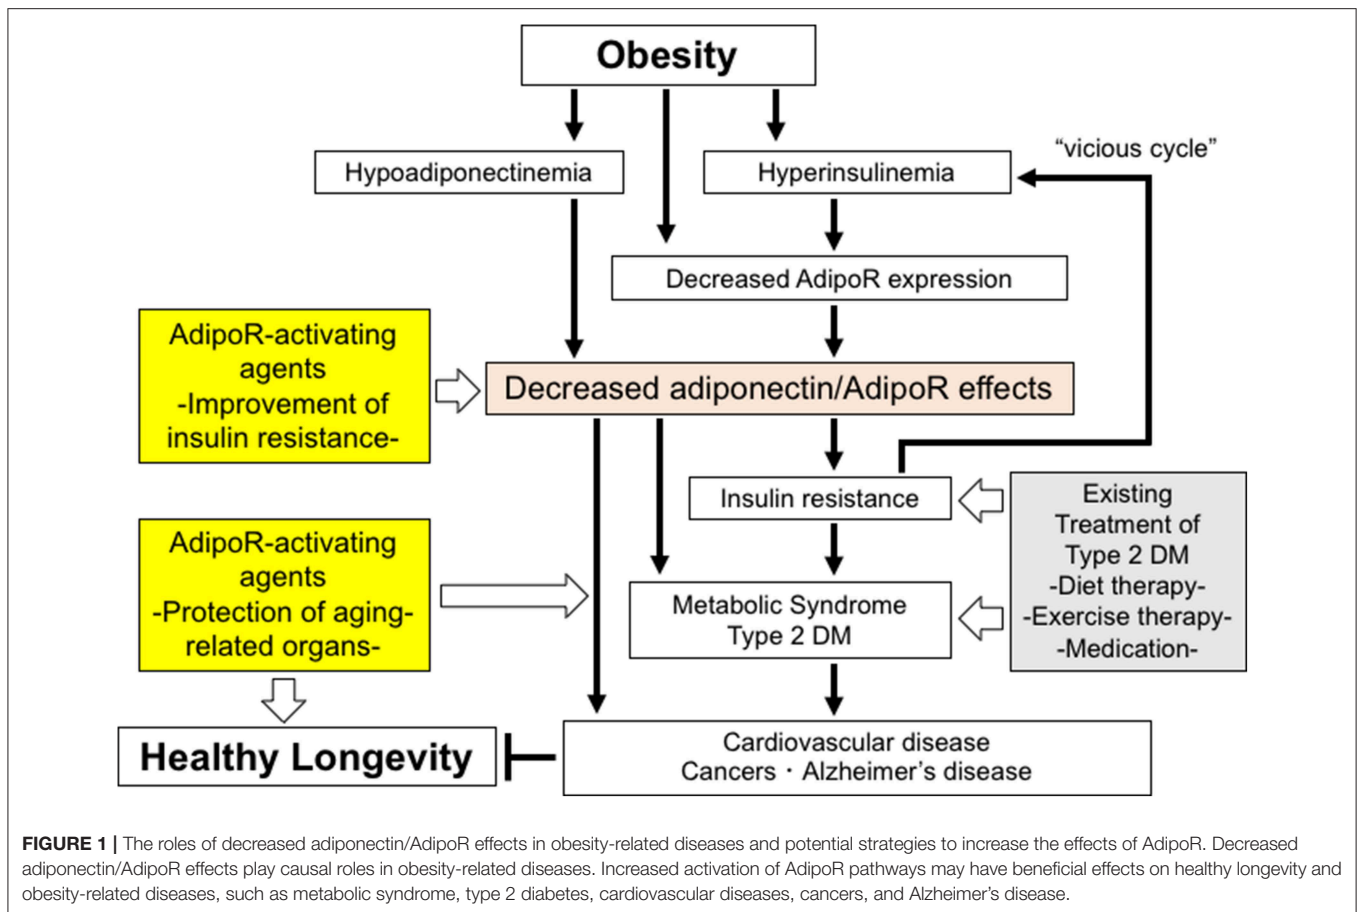 Obesity
"vicious cycle"
Hypoadiponectinemia
Hyperinsulinemia
Decreased AdipoR expression
AdipoR-activating
agents
-Improvement of
insulin resistance-
Decreased adiponectin/AdipoR effects
Insulin resistance
Existing
Treatment of
Type 2 DM
-Diet therapy-
-Exercise therapy-
-Medication-
AdipoR-activating
agents
-Protection of aging-
related organs-
Metabolic Syndrome
Type 2 DM
Healthy Longevity
Cardiovascular disease
Cancers・Alzheimer's disease
FIGURE 1 | The roles of decreased adiponectin/AdipoR effects in obesity-related diseases and potential strategies to increase the effects of AdipoR. Decreased
adiponectin/AdipoR effects play causal roles in obesity-related diseases. Increased activation of AdipoR pathways may have beneficial effects on healthy longevity and
obesity-related diseases, such as metabolic syndrome, type 2 diabetes, cardiovascular diseases, cancers, and Alzheimer's disease.